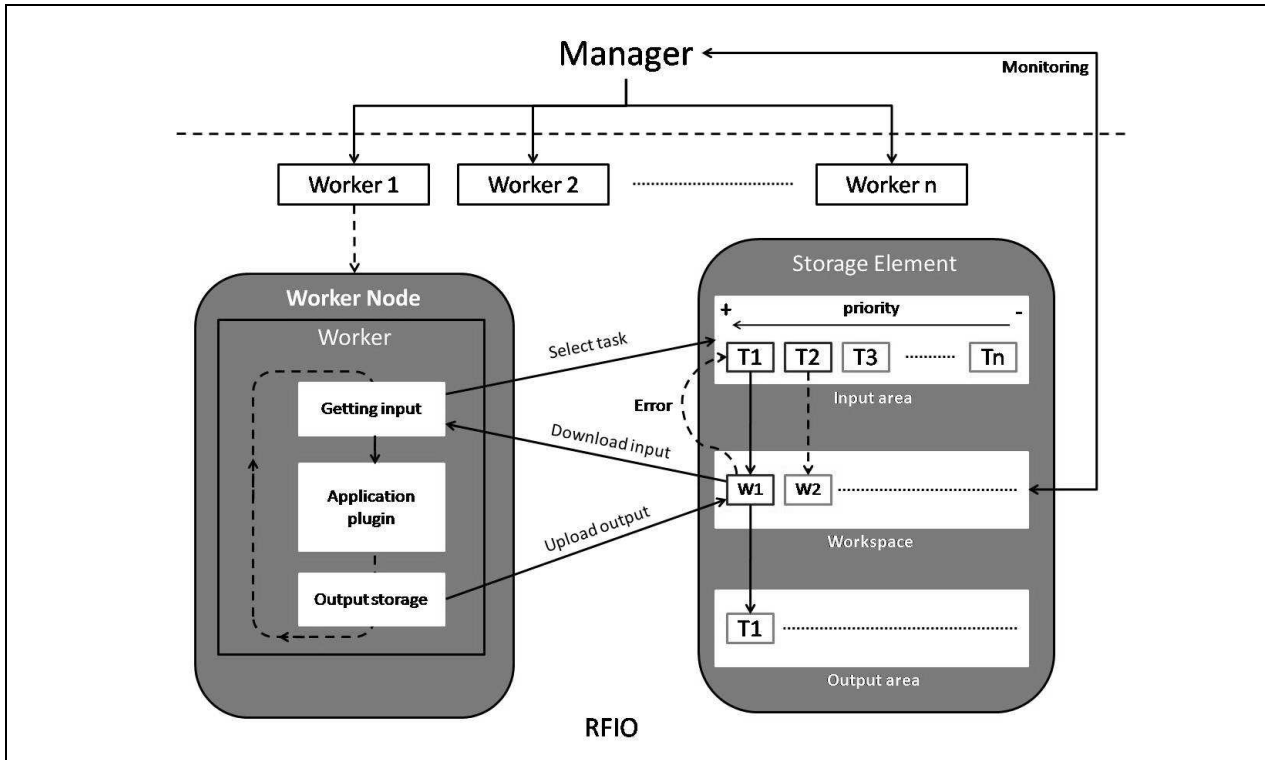 Manager
Monitoring
Worker 1
Worker 2
Worker n
Worker Node
Worker
Getting input
Application
plugin
Output storage
Select task
Download input
Upload output
Error
Storage Element
+ priority -
T1 T2 T3 Tn
Input area
W1 W2
Workspace
T1
Output area
RFIO